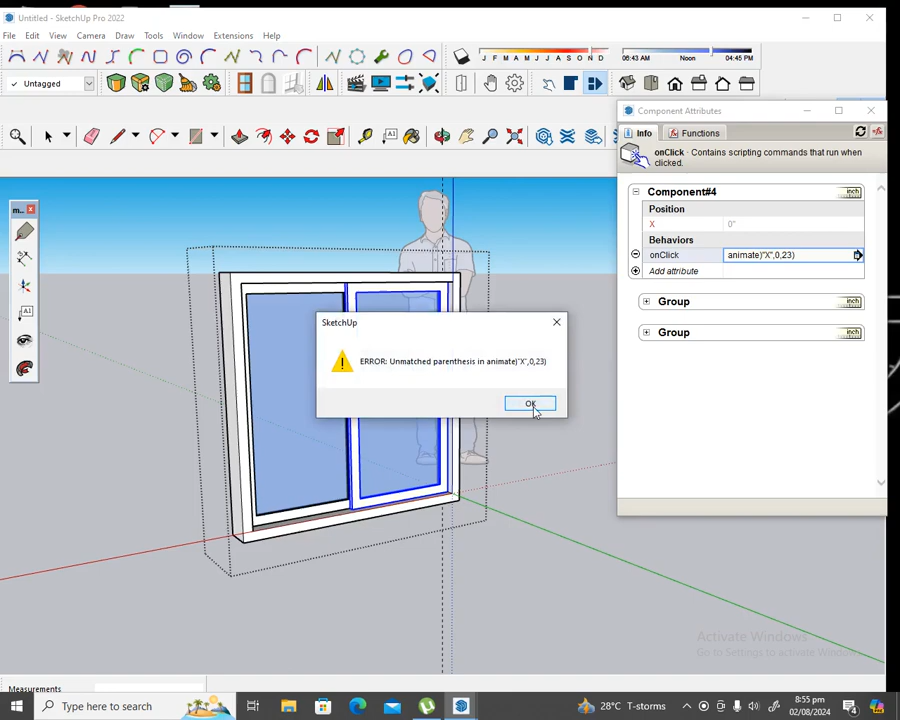 Untitled - SketchUp Pro 2022
File Edit View Camera Draw Tools Window Extensions Help
J F M A M J J A S O N D
06:43 AM Noon 04:45 PM
Untagged
Component Attributes
Info Functions
onClick - Contains scripting commands that run when
clicked.
Component#4 inch
Position
X 0"
Behaviors
onClick animate)"X",0,23)
Add attribute
Group inch
Group inch
m...
A1
SketchUp
ERROR: Unmatched parenthesis in animate)"X",0,23)
OK
Activate Windows
Go to Settings to activate Windows.
Measurements
Type here to search
28°C T-storms
8:55 pm
02/08/2024
4